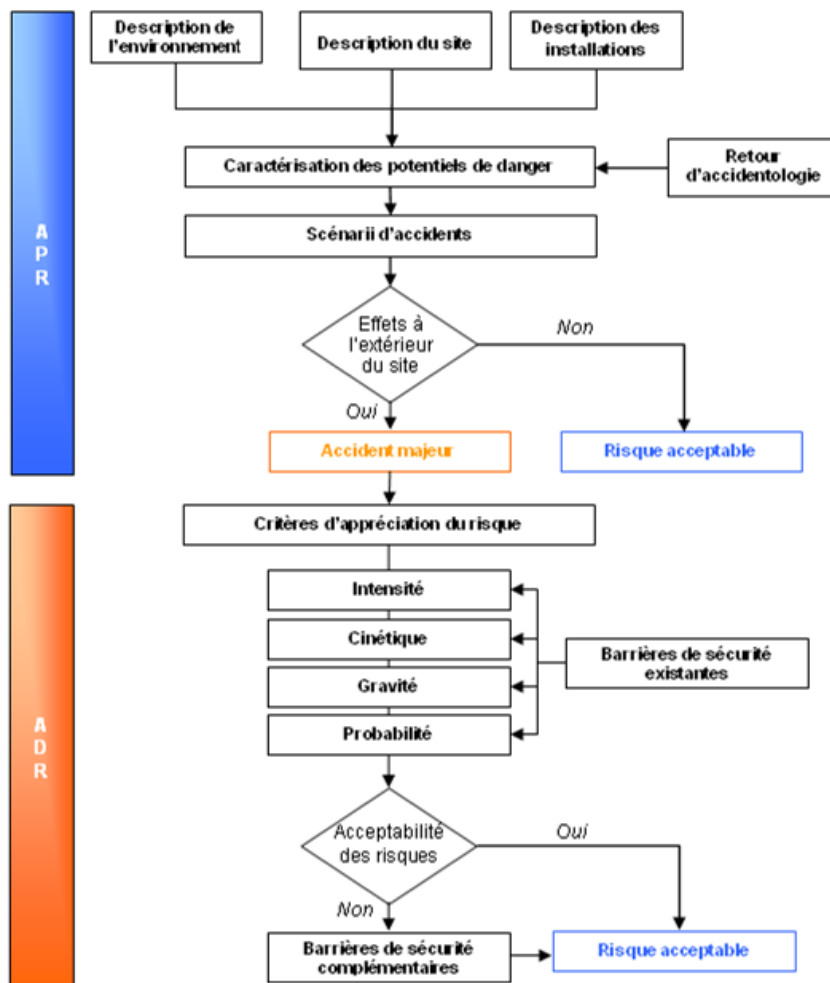 Description de
l'environnement
Description du site
Description des
installations
Caractérisation des potentiels de danger
Retour
d'accidentologie
Scénarii d'accidents
A
P
R
Effets à
l'extérieur
du site
Non
Oui
Accident majeur
Risque acceptable
Critères d'appréciation du risque
Intensité
Cinétique
Barrières de sécurité
existantes
Gravité
Probabilité
A
D
R
Acceptabilité
des risques
Oui
Non
Barrières de sécurité
complémentaires
Risque acceptable